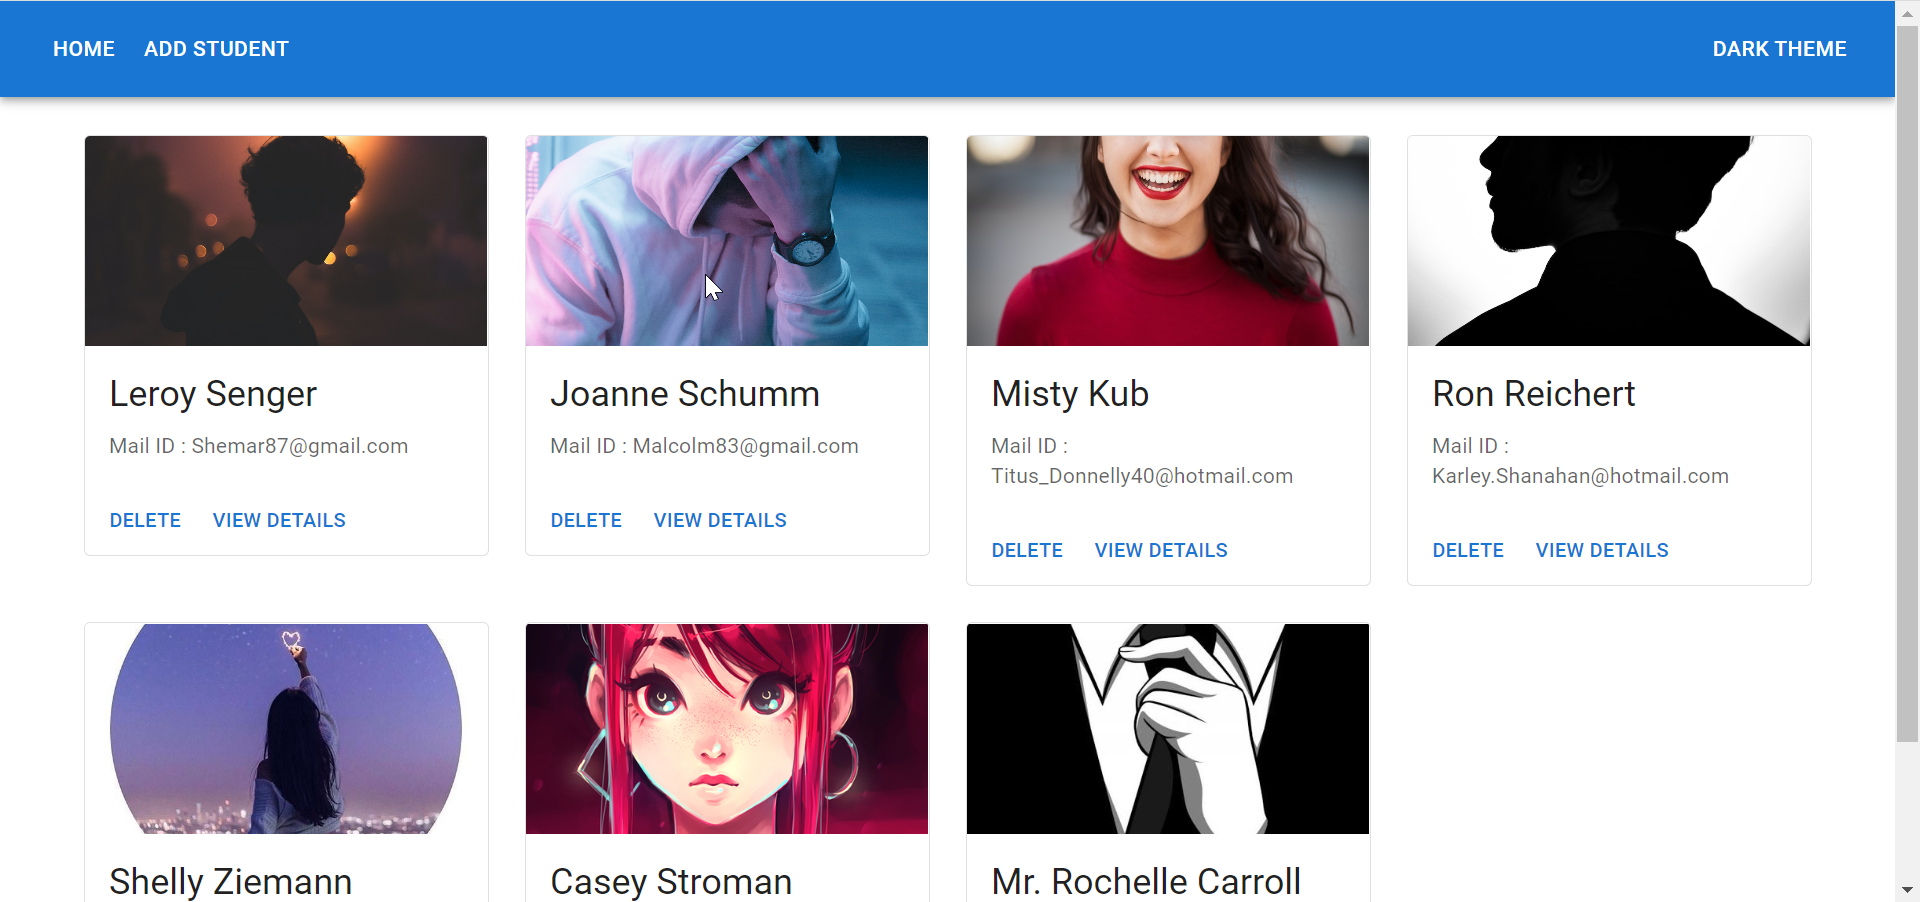 HOME ADD STUDENT DARK THEME
Leroy Senger
Mail ID : Shemar87@gmail.com
DELETE VIEW DETAILS
Joanne Schumm
Mail ID : Malcolm83@gmail.com
DELETE VIEW DETAILS
Misty Kub
Mail ID :
Titus_Donnelly40@hotmail.com
DELETE VIEW DETAILS
Ron Reichert
Mail ID :
Karley.Shanahan@hotmail.com
DELETE VIEW DETAILS
Shelly Ziemann
Casey Stroman
Mr. Rochelle Carroll